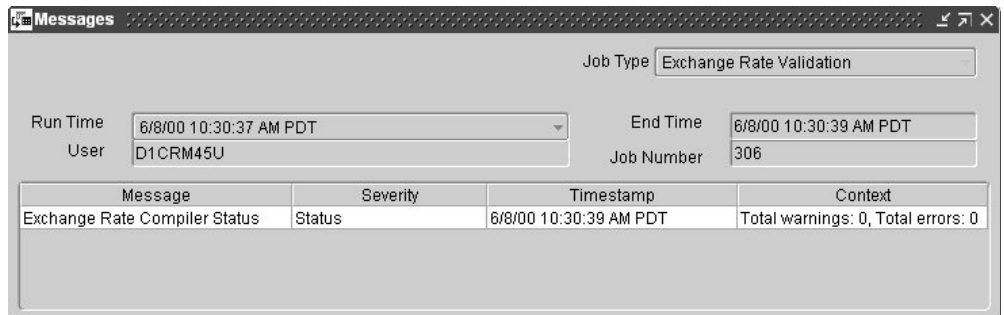 Messages
Job Type Exchange Rate Validation
Run Time 6/8/00 10:30:37 AM PDT End Time 6/8/00 10:30:39 AM PDT
User D1CRM45U Job Number 306
Message Severity Timestamp Context
Exchange Rate Compiler Status Status 6/8/00 10:30:39 AM PDT Total warnings: 0, Total errors: 0